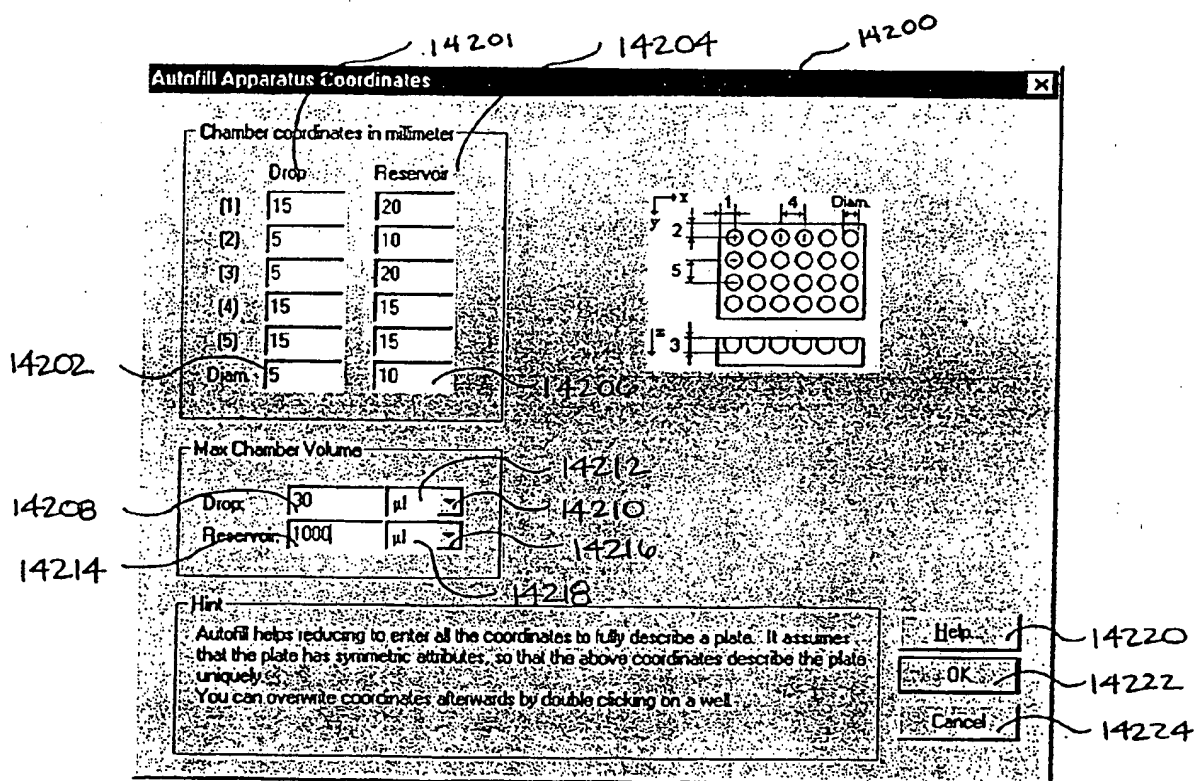 14201 14204 14200
Autofill Apparatus Coordinates
Chamber coordinates in millimeter
Drop Reservoir
(1) 15 20
(2) 5 10
(3) 5 20
(4) 15 15
(5) 15 15
14202 Diam. 5 10 14206
x 1 4 Diam.
y 2
5
z 3
Max Chamber Volume 14212
14208 Drop: 30 µl 14210
14214 Reservoir: 1000 µl 14216
14218
Hint
Autofill helps reducing to enter all the coordinates to fully describe a plate. It assumes
that the plate has symmetric attributes, so that the above coordinates describe the plate
uniquely.
You can overwrite coordinates afterwards by double clicking on a well.
Help... 14220
OK 14222
Cancel 14224